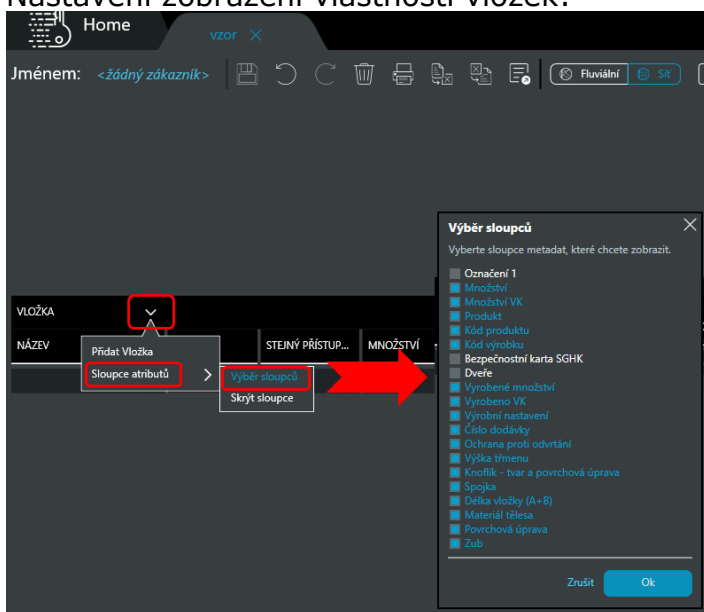 Nastavení zobrazení vlastností vložek:
Home
vzor
Jménem: <žádný zákazník>
Fluviální
Síť
Výběr sloupců
Vyberte sloupce metadat, které chcete zobrazit.
Označení 1
Množství
Množství VK
Produkt
Kód produktu
Kód výrobku
Bezpečnostní karta SGHK
Dveře
Vyrobené množství
Vyrobeno VK
Výrobní nastavení
Číslo dodávky
Ochrana proti odvrtání
Výška třmenu
Knoflík - tvar a povrchová úprava
Spojka
Délka vložky (A+B)
Materiál tělesa
Povrchová úprava
Zub
Zrušit
Ok
VLOŽKA
NÁZEV
STEJNÝ PŘÍSTUP...
MNOŽSTVÍ
Přidat Vložka
Sloupce atributů
Výběr sloupců
Skrýt sloupce